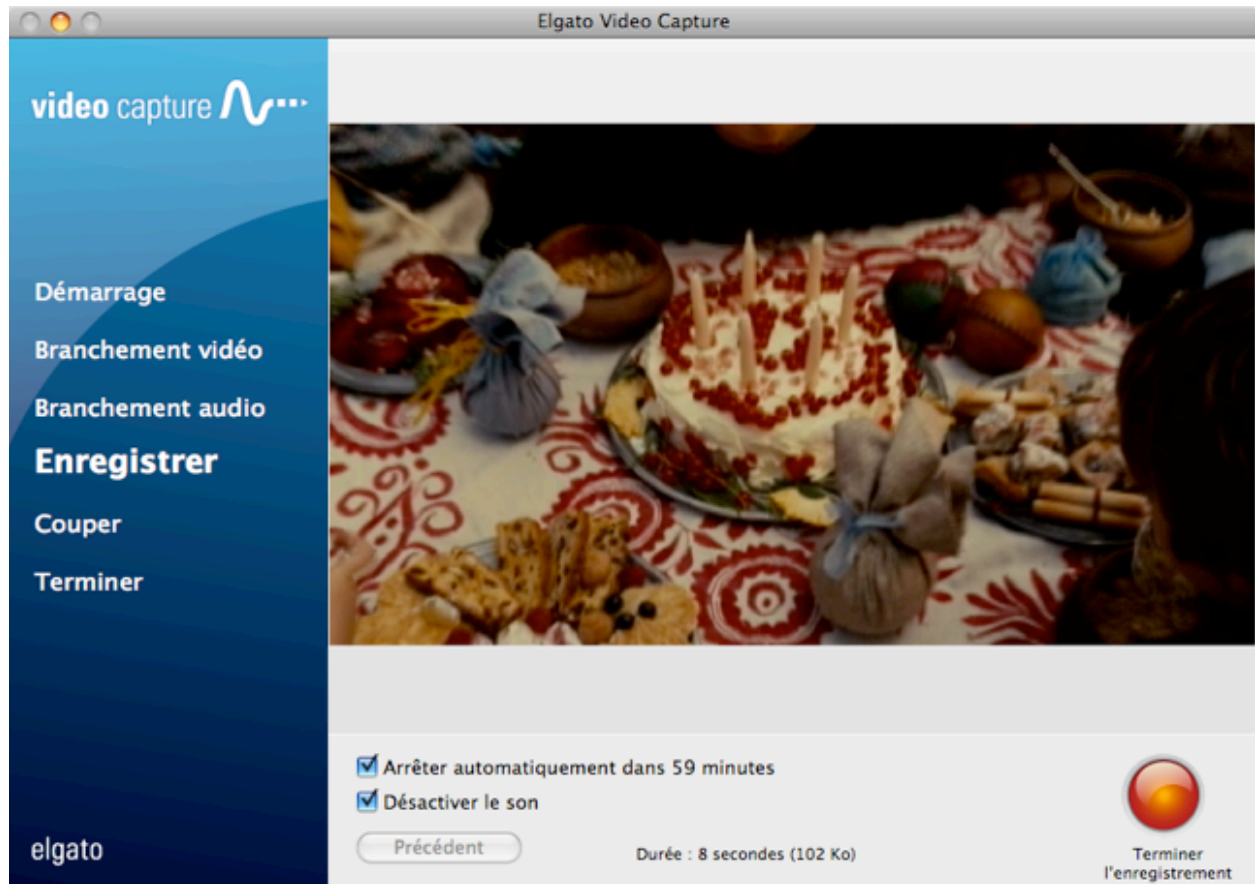 Elgato Video Capture
video capture
Démarrage
Branchement vidéo
Branchement audio
Enregistrer
Couper
Terminer
elgato
Arrêter automatiquement dans 59 minutes
Désactiver le son
Précédent
Durée : 8 secondes (102 Ko)
Terminer
l'enregistrement